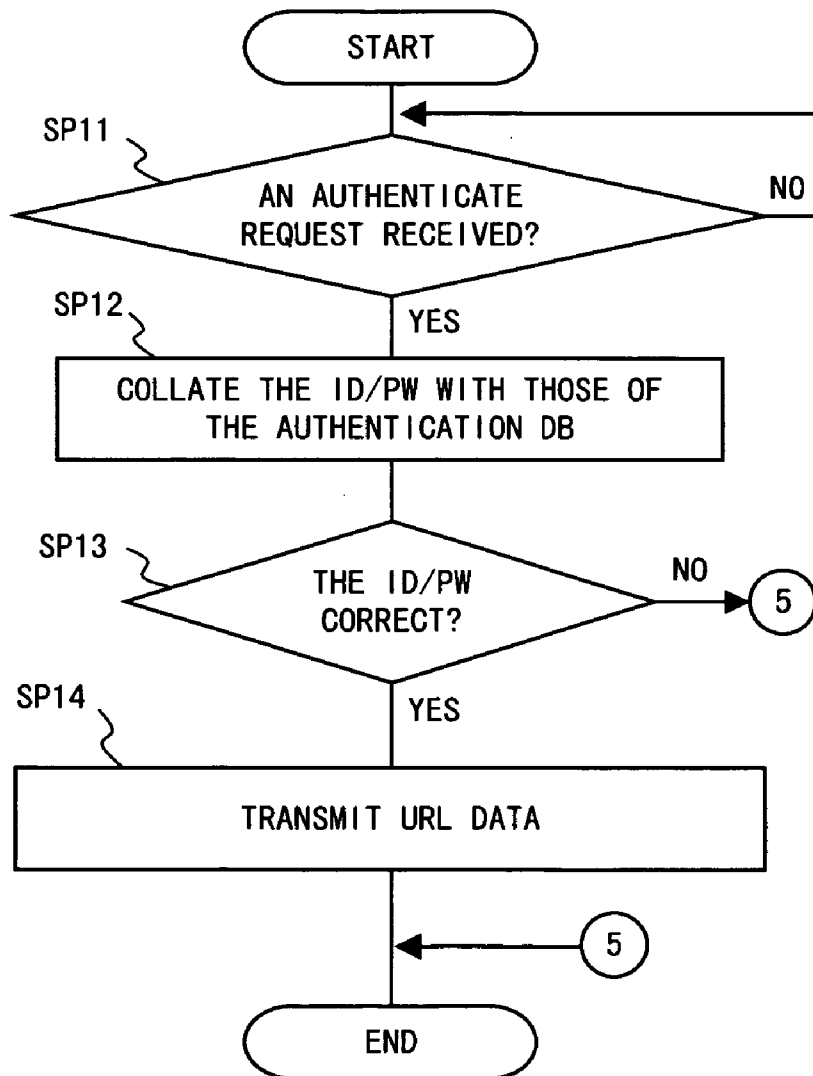 START
SP11
AN AUTHENTICATE
REQUEST RECEIVED?
NO
YES
SP12
COLLATE THE ID/PW WITH THOSE OF
THE AUTHENTICATION DB
SP13
THE ID/PW
CORRECT?
NO
5
YES
SP14
TRANSMIT URL DATA
5
END